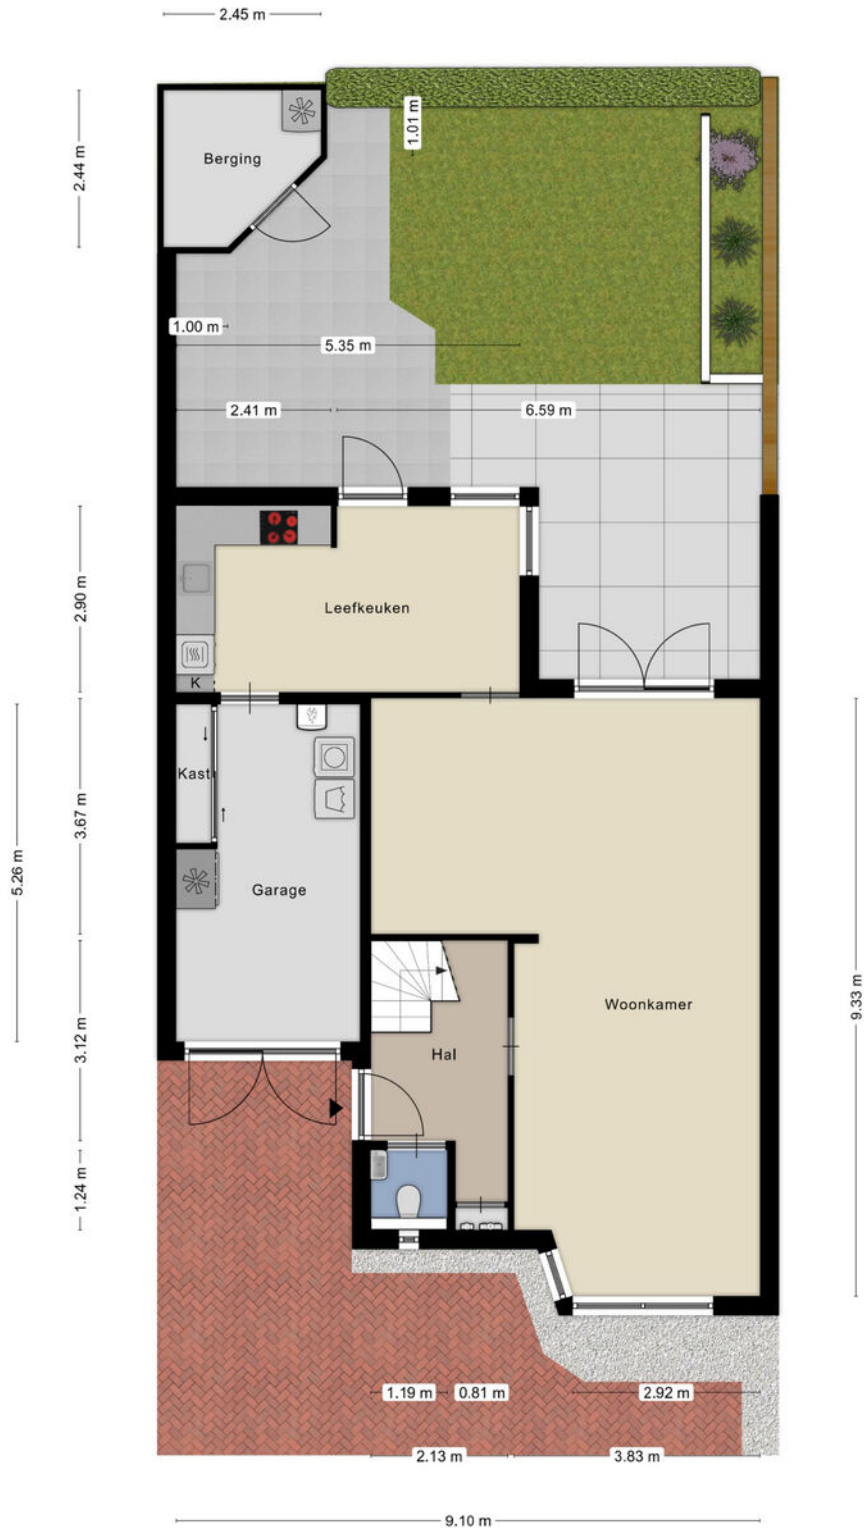 2.45 m
1.01 m
2.44 m
Berging
1.00 m
5.35 m
2.41 m
6.59 m
2.90 m
Leefkeuken
K
Kast
3.67 m
5.26 m
Garage
9.33 m
Woonkamer
3.12 m
Hal
1.24 m
1.19 m
0.81 m
2.92 m
2.13 m
3.83 m
9.10 m